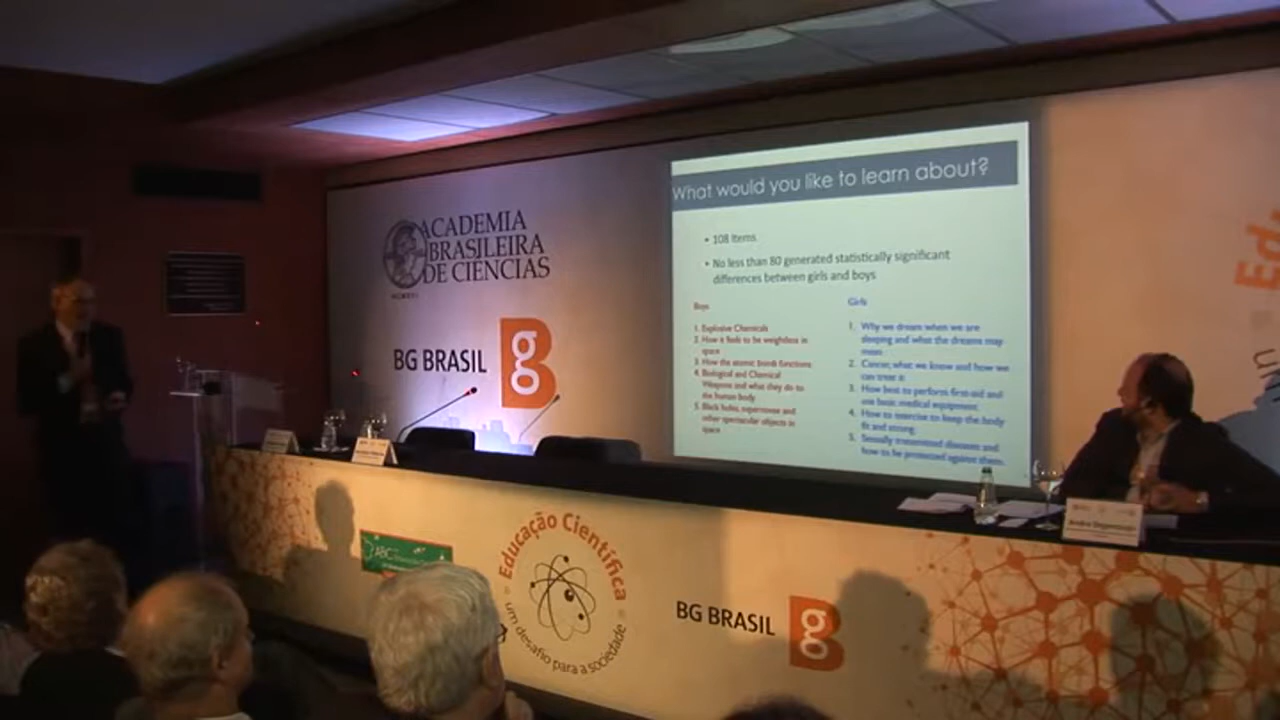 What would you like to learn about?
• 108 items
• No less than 80 generated statistically significant
differences between girls and boys
Boys
1. Explosive Chemicals
2. How it feels to be weightless in
space
3. How the atomic bomb functions
4. Biological and Chemical
Weapons and what they do to
the human body
5. Black holes, supernovae and
other spectacular objects in
space
Girls
1. Why we dream when we are
sleeping and what the dreams may
mean
2. Cancer, what we know and how we
can treat it
3. How best to perform first-aid and
use basic medical equipment
4. How to exercise to keep the body
fit and strong
5. Sexually transmitted diseases and
how to be protected against them
ACADEMIA
BRASILEIRA
DE CIÊNCIAS
BG BRASIL
Educação Científica
um desafio para a sociedade
BG BRASIL
ABC
Ed